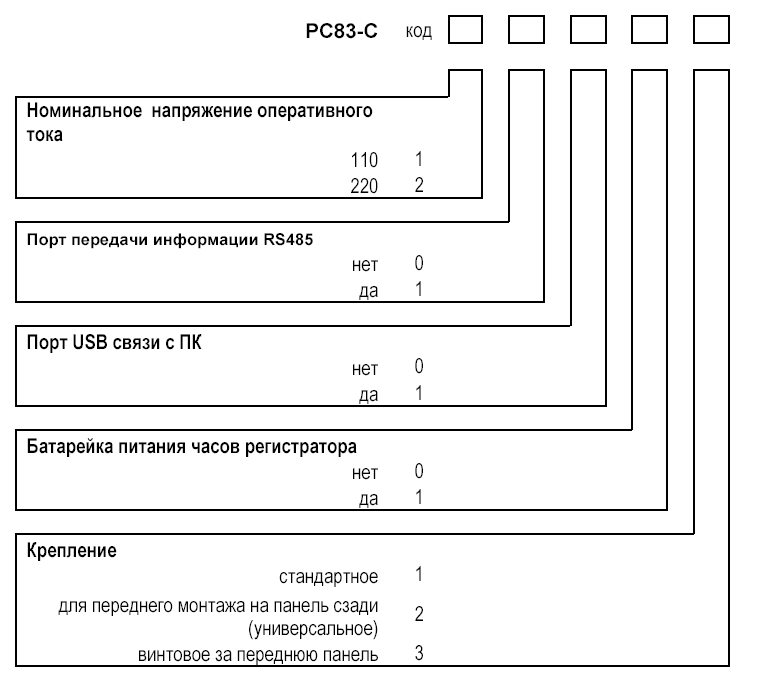 РС83-С код
Номинальное напряжение оперативного
тока
110 1
220 2
Порт передачи информации RS485
нет 0
да 1
Порт USB связи с ПК
нет 0
да 1
Батарейка питания часов регистратора
нет 0
да 1
Крепление
стандартное 1
для переднего монтажа на панель сзади
(универсальное) 2
винтовое за переднюю панель 3